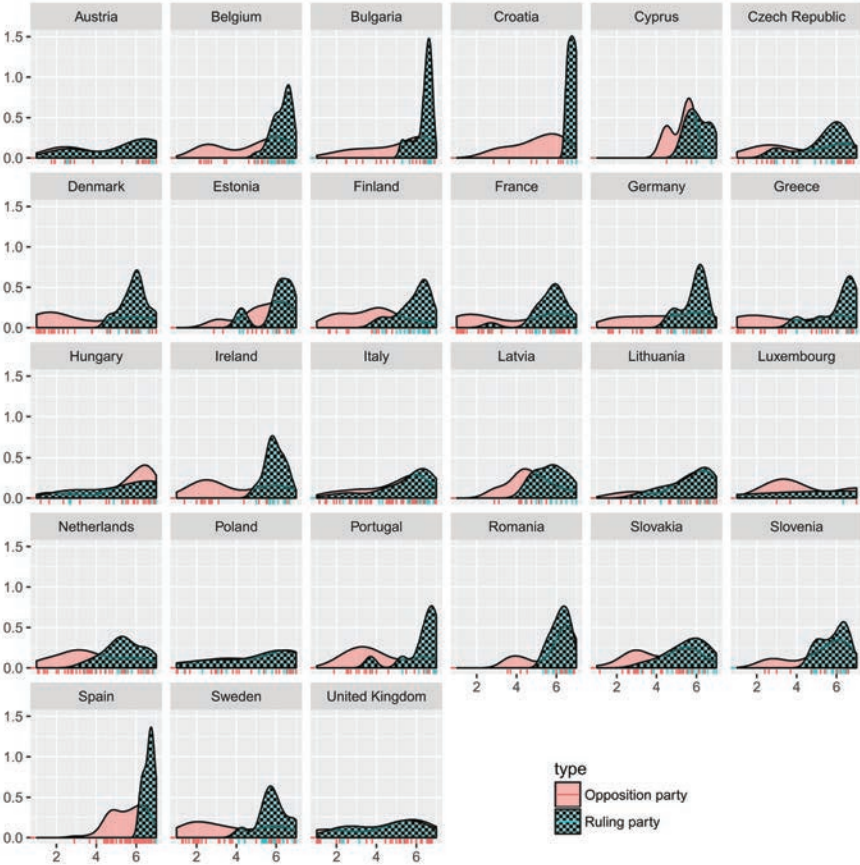 Austria Belgium Bulgaria Croatia Cyprus Czech Republic
1.5
1.0
0.5
0.0
Denmark Estonia Finland France Germany Greece
1.5
1.0
0.5
0.0
Hungary Ireland Italy Latvia Lithuania Luxembourg
1.5
1.0
0.5
0.0
Netherlands Poland Portugal Romania Slovakia Slovenia
1.5
1.0
0.5
0.0
2 4 6 2 4 6 2 4 6
Spain Sweden United Kingdom
1.5
1.0
0.5
0.0
2 4 6 2 4 6 2 4 6
type
Opposition party
Ruling party